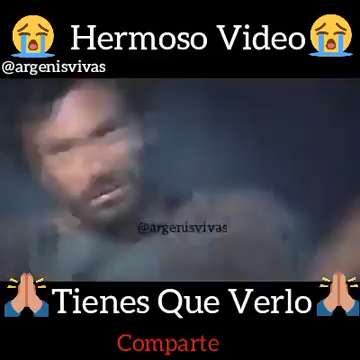 😭 Hermoso Video 😭
@argenisvivas
@argenisvivas
🙏 Tienes Que Verlo 🙏
Comparte